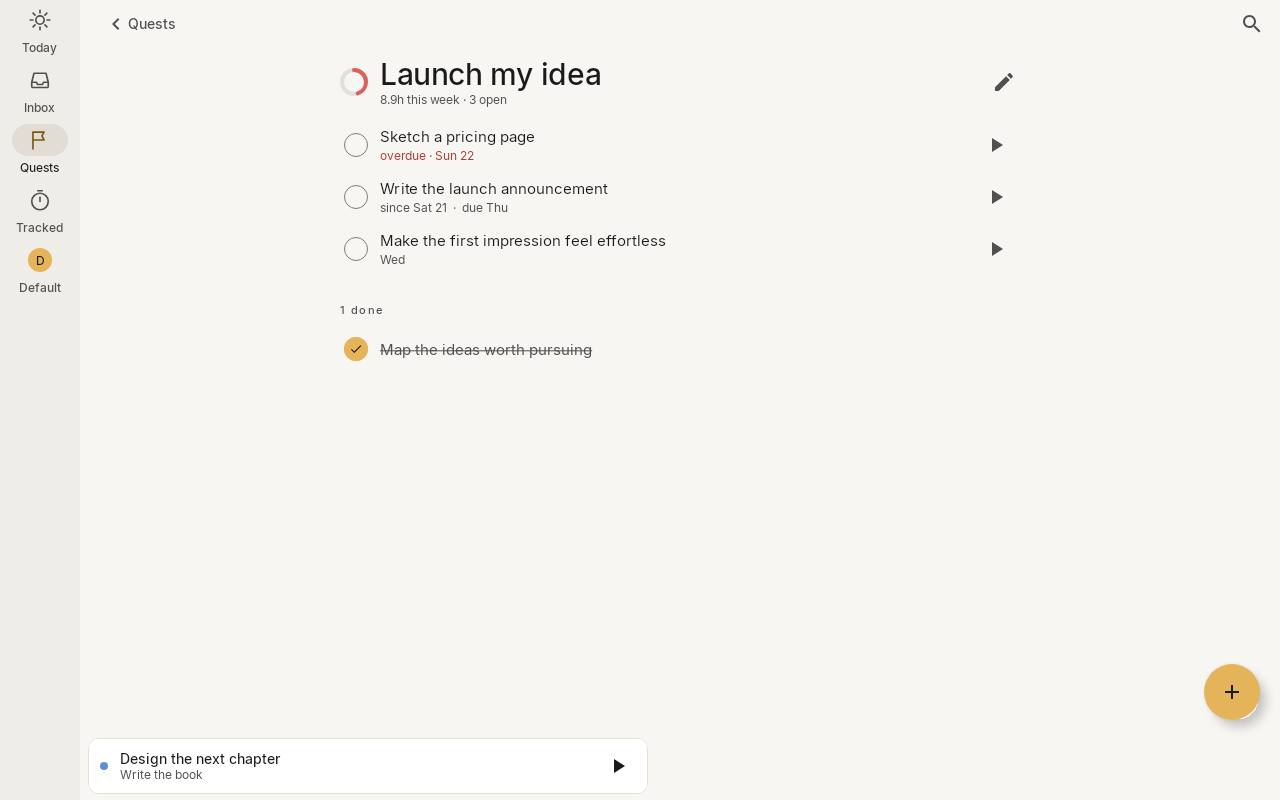 Today
Inbox
Quests
Tracked
D
Default
Quests
Launch my idea
8.9h this week · 3 open
Sketch a pricing page
overdue · Sun 22
Write the launch announcement
since Sat 21 · due Thu
Make the first impression feel effortless
Wed
1 done
Map the ideas worth pursuing
Design the next chapter
Write the book